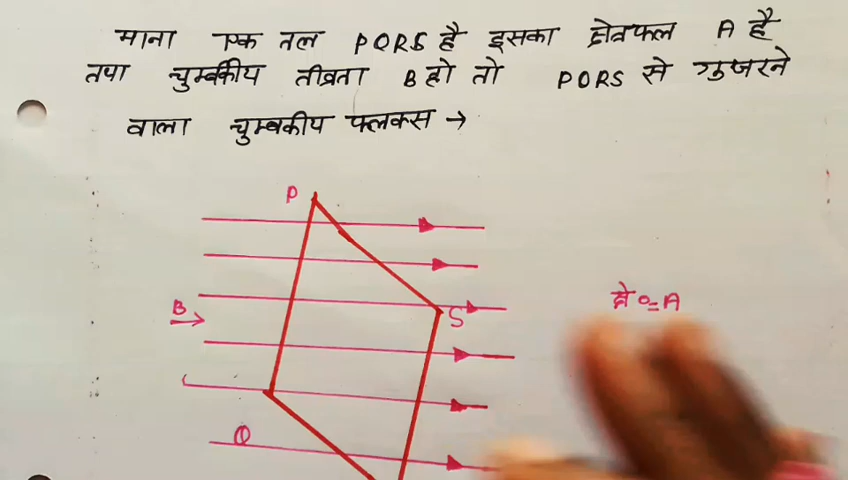 माना एक तल PQRS है इसका क्षेत्रफल A है
तथा चुम्बकीय तीव्रता B हो तो PQRS से गुजरने
वाला चुम्बकीय फ्लक्स →
P
B
S
क्षे० = A
Q